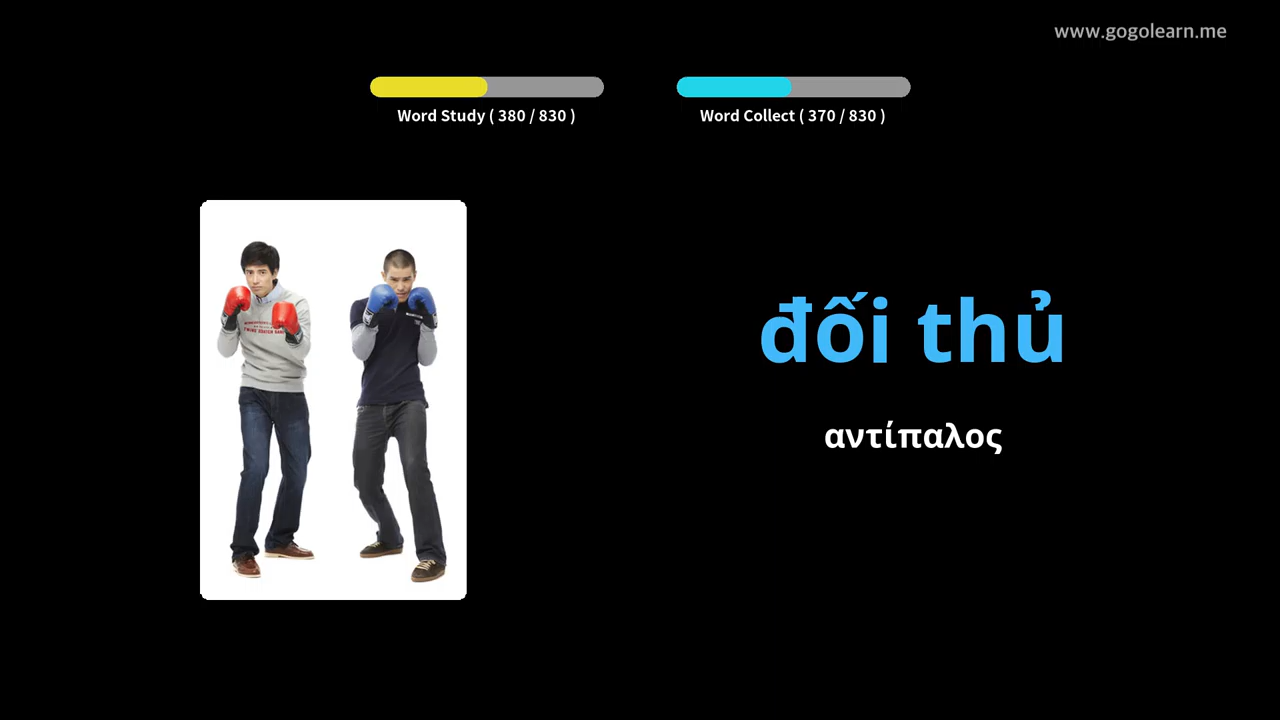 www.gogolearn.me
Word Study ( 380 / 830 )
Word Collect ( 370 / 830 )
đối thủ
αντίπαλος